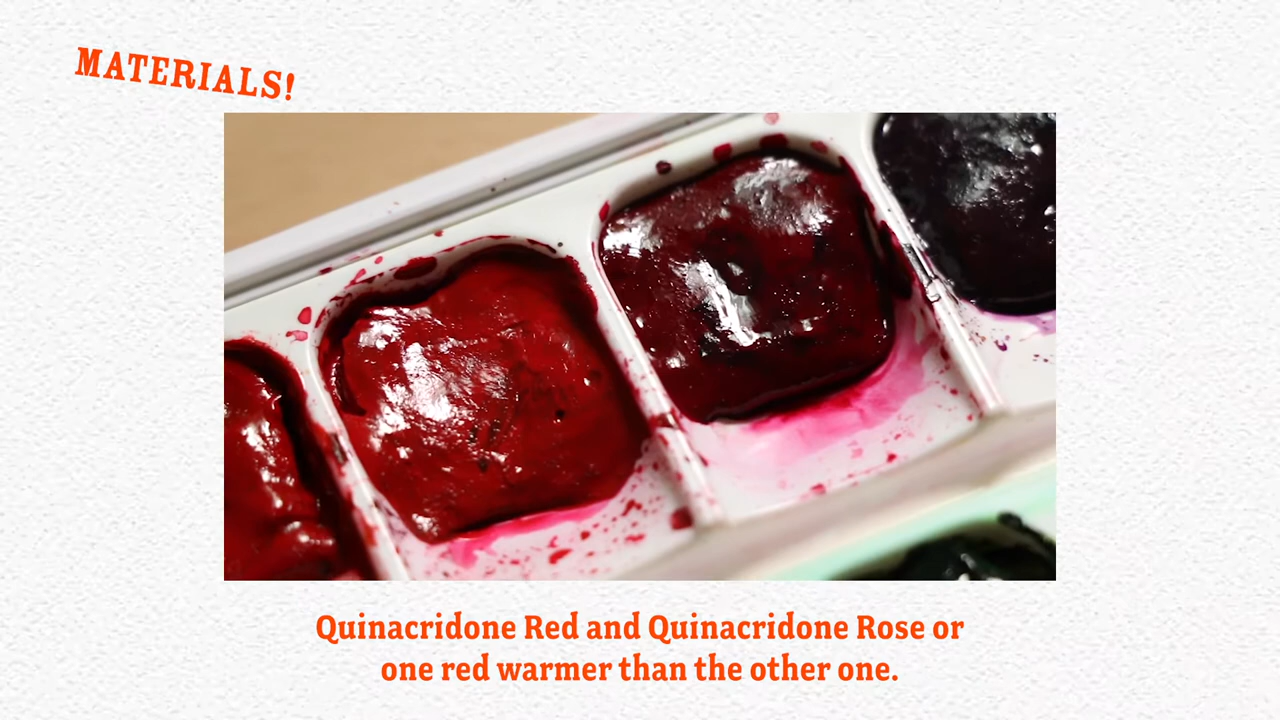 MATERIALS!
Quinacridone Red and Quinacridone Rose or
one red warmer than the other one.